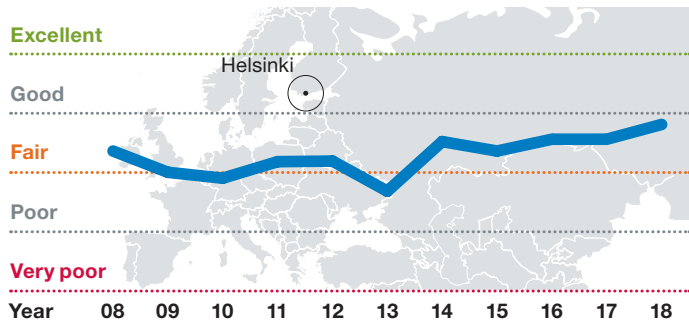 Excellent
Helsinki
Good
Fair
Poor
Very poor
Year 08 09 10 11 12 13 14 15 16 17 18